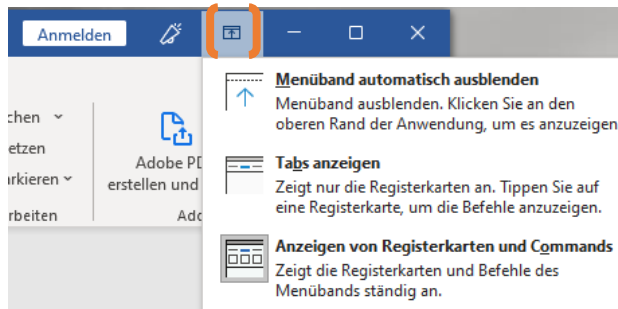 Anmelden
Menüband automatisch ausblenden
Menüband ausblenden. Klicken Sie an den
oberen Rand der Anwendung, um es anzuzeigen
chen
etzen
arkieren
rbeiten
Adobe PD
erstellen und
Ado
Tabs anzeigen
Zeigt nur die Registerkarten an. Tippen Sie auf
eine Registerkarte, um die Befehle anzuzeigen.
Anzeigen von Registerkarten und Commands
Zeigt die Registerkarten und Befehle des
Menübands ständig an.